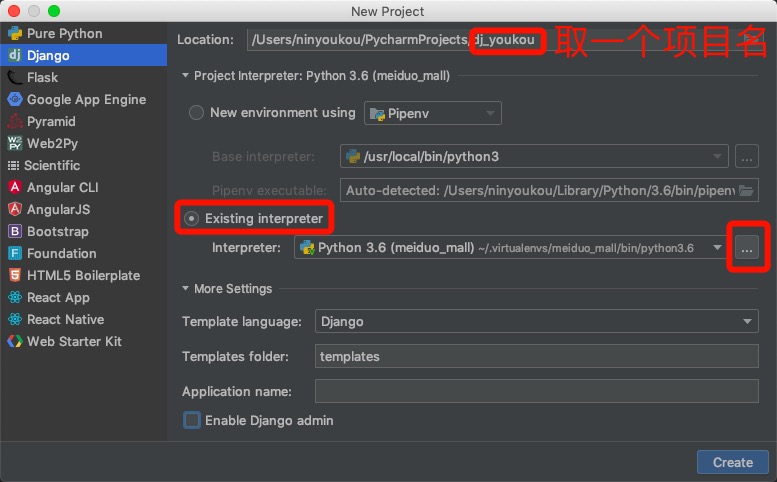 New Project
Pure Python
Django
Flask
Google App Engine
Pyramid
Web2Py
Scientific
Angular CLI
AngularJS
Bootstrap
Foundation
HTML5 Boilerplate
React App
React Native
Web Starter Kit
Location: /Users/ninyoukou/PycharmProjects/dj_youkou 取一个项目名
Project Interpreter: Python 3.6 (meiduo_mall)
New environment using Pipenv
Base interpreter: /usr/local/bin/python3 ...
Pipenv executable: Auto-detected: /Users/ninyoukou/Library/Python/3.6/bin/pipenv
Existing interpreter
Interpreter: Python 3.6 (meiduo_mall) ~/.virtualenvs/meiduo_mall/bin/python3.6 ...
More Settings
Template language: Django
Templates folder: templates
Application name:
Enable Django admin
Create